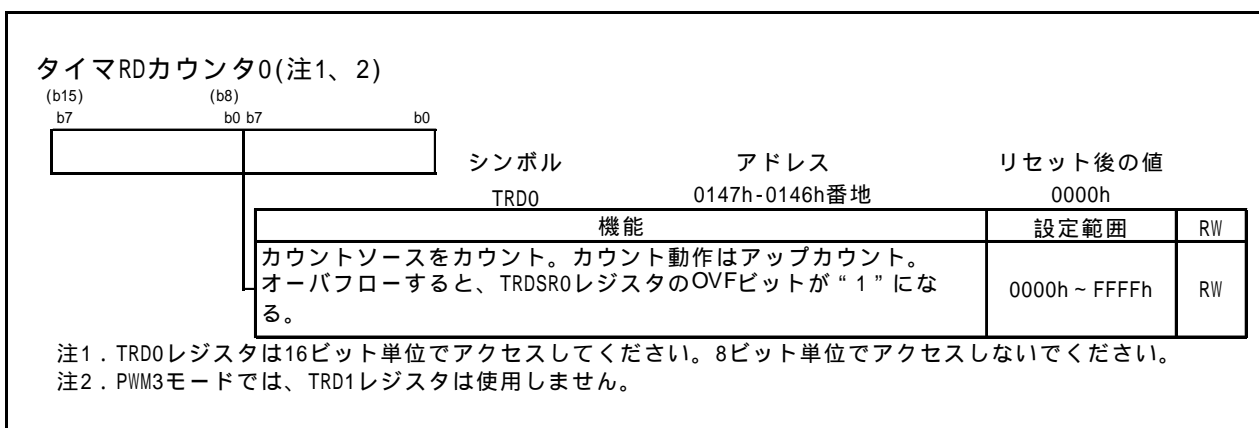 タイマRDカウンタ0(注1、2)
(b15) (b8)
b7 b0 b7 b0
シンボル アドレス リセット後の値
TRD0 0147h-0146h番地 0000h
機能 設定範囲 RW
カウントソースをカウント。カウント動作はアップカウント。
オーバフローすると、TRDSR0レジスタのOVFビットが“1”にな
る。
0000h~FFFFh RW
注1．TRD0レジスタは16ビット単位でアクセスしてください。8ビット単位でアクセスしないでください。
注2．PWM3モードでは、TRD1レジスタは使用しません。